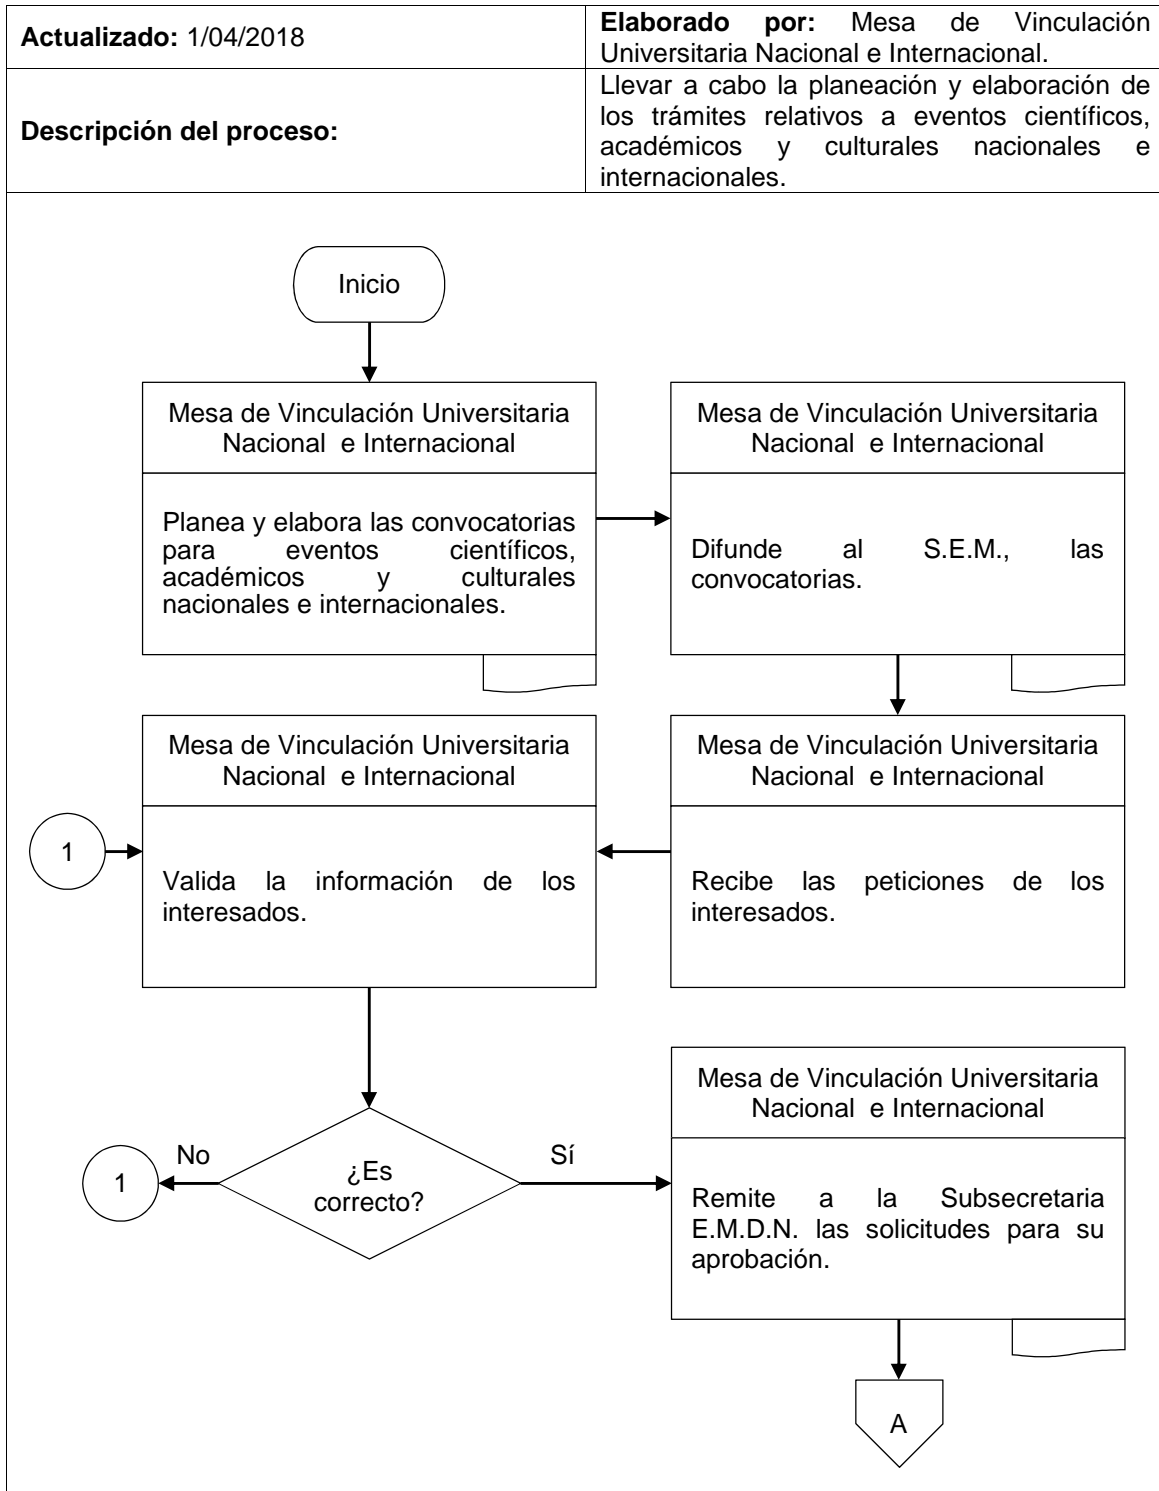 Actualizado: 1/04/2018
Elaborado por: Mesa de Vinculación
Universitaria Nacional e Internacional.
Descripción del proceso:
Llevar a cabo la planeación y elaboración de
los trámites relativos a eventos científicos,
académicos y culturales nacionales e
internacionales.
Inicio
Mesa de Vinculación Universitaria
Nacional e Internacional
Planea y elabora las convocatorias
para eventos científicos,
académicos y culturales
nacionales e internacionales.
Mesa de Vinculación Universitaria
Nacional e Internacional
Difunde al S.E.M., las
convocatorias.
Mesa de Vinculación Universitaria
Nacional e Internacional
Recibe las peticiones de los
interesados.
Mesa de Vinculación Universitaria
Nacional e Internacional
1
Valida la información de los
interesados.
¿Es
correcto?
No
1
Sí
Mesa de Vinculación Universitaria
Nacional e Internacional
Remite a la Subsecretaria
E.M.D.N. las solicitudes para su
aprobación.
A